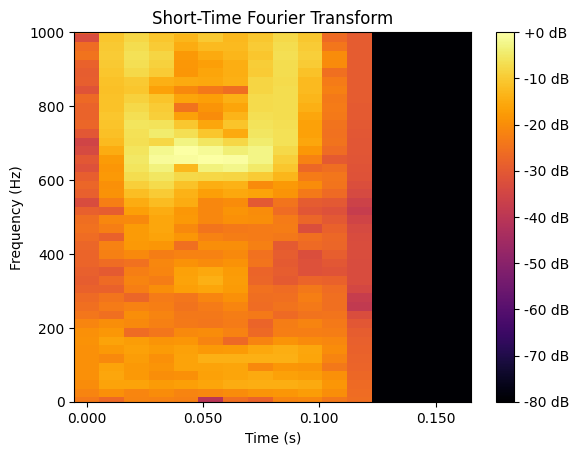 Short-Time Fourier Transform
1000
800
600
400
200
0
Frequency (Hz)
0.000
0.050
0.100
0.150
Time (s)
+0 dB
-10 dB
-20 dB
-30 dB
-40 dB
-50 dB
-60 dB
-70 dB
-80 dB